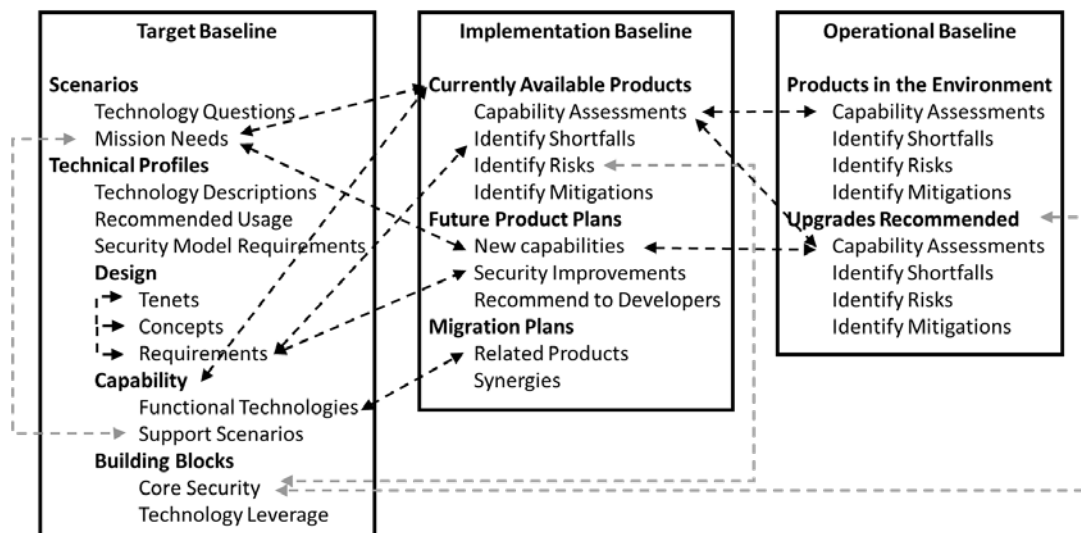 Target Baseline
Scenarios
Technology Questions
Mission Needs
Technical Profiles
Technology Descriptions
Recommended Usage
Security Model Requirements
Design
Tenets
Concepts
Requirements
Capability
Functional Technologies
Support Scenarios
Building Blocks
Core Security
Technology Leverage
Implementation Baseline
Currently Available Products
Capability Assessments
Identify Shortfalls
Identify Risks
Identify Mitigations
Future Product Plans
New capabilities
Security Improvements
Recommend to Developers
Migration Plans
Related Products
Synergies
Operational Baseline
Products in the Environment
Capability Assessments
Identify Shortfalls
Identify Risks
Identify Mitigations
Upgrades Recommended
Capability Assessments
Identify Shortfalls
Identify Risks
Identify Mitigations